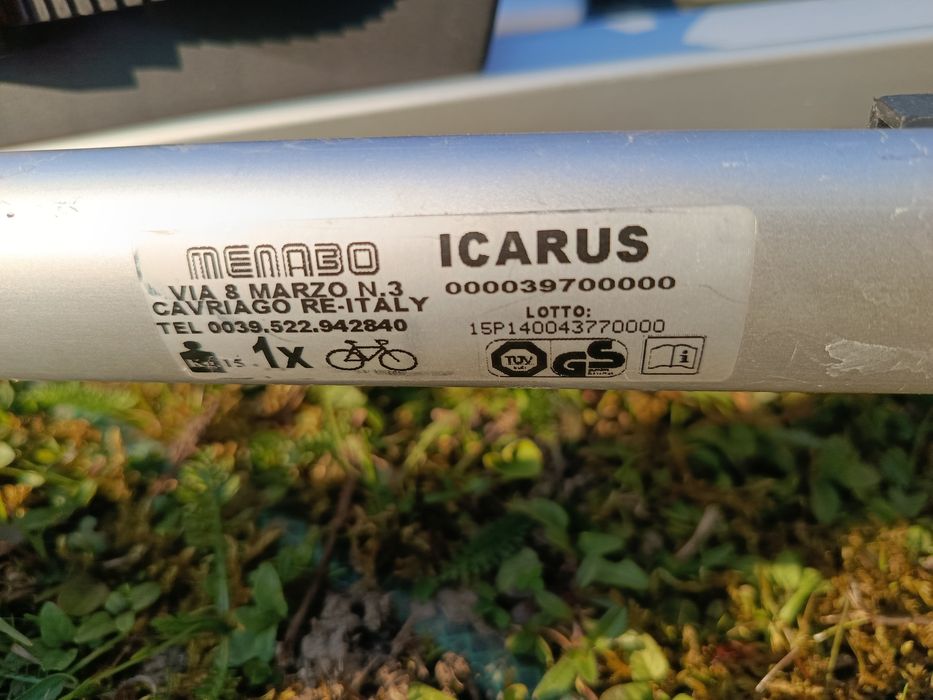 MENABO
VIA 8 MARZO N.3
CAVRIAGO RE-ITALY
TEL 0039.522.942840
15 1x
ICARUS
000039700000
LOTTO:
15P140043770000
TÜV GS
i